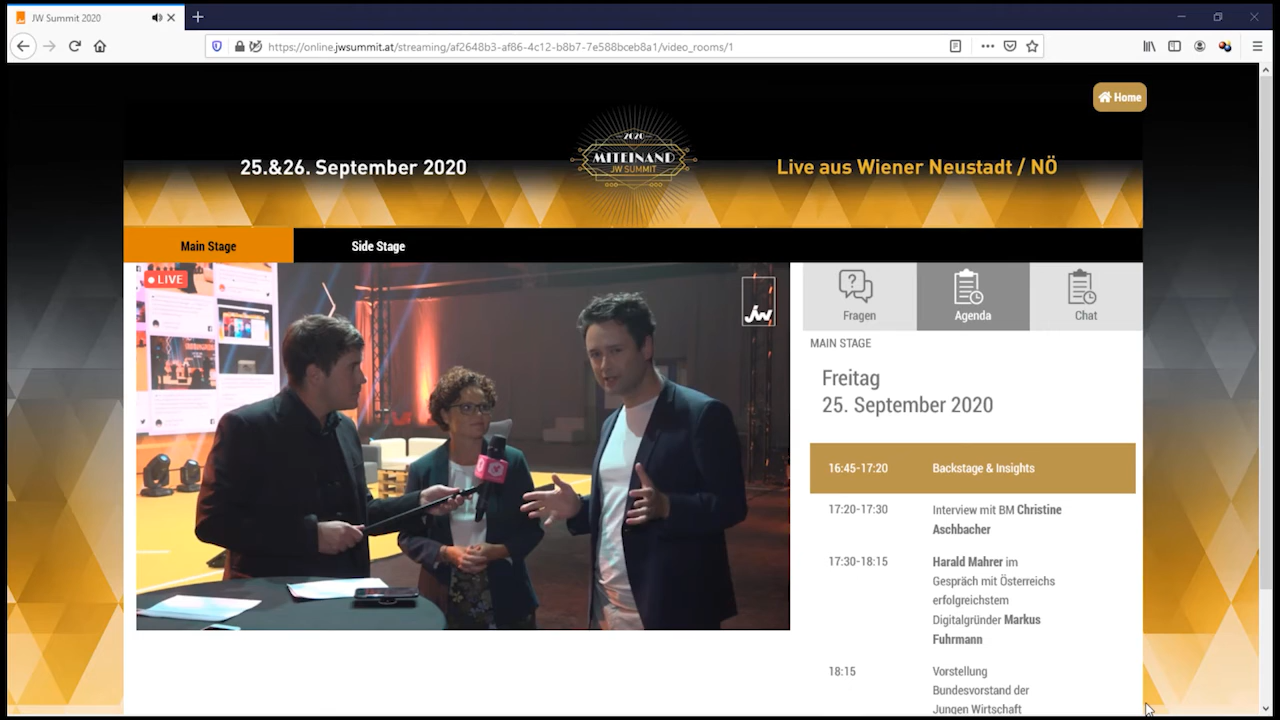 JW Summit 2020
https://online.jwsummit.at/streaming/af2648b3-af86-4c12-b8b7-7e588bceb8a1/video_rooms/1
Home
25.&26. September 2020
2020
MITEINAND
JW SUMMIT
Live aus Wiener Neustadt / NÖ
Main Stage
Side Stage
LIVE
jw
Fragen
Agenda
Chat
MAIN STAGE
Freitag
25. September 2020
16:45-17:20
Backstage & Insights
17:20-17:30
Interview mit BM Christine
Aschbacher
17:30-18:15
Harald Mahrer im
Gespräch mit Österreichs
erfolgreichstem
Digitalgründer Markus
Fuhrmann
18:15
Vorstellung
Bundesvorstand der
Jungen Wirtschaft